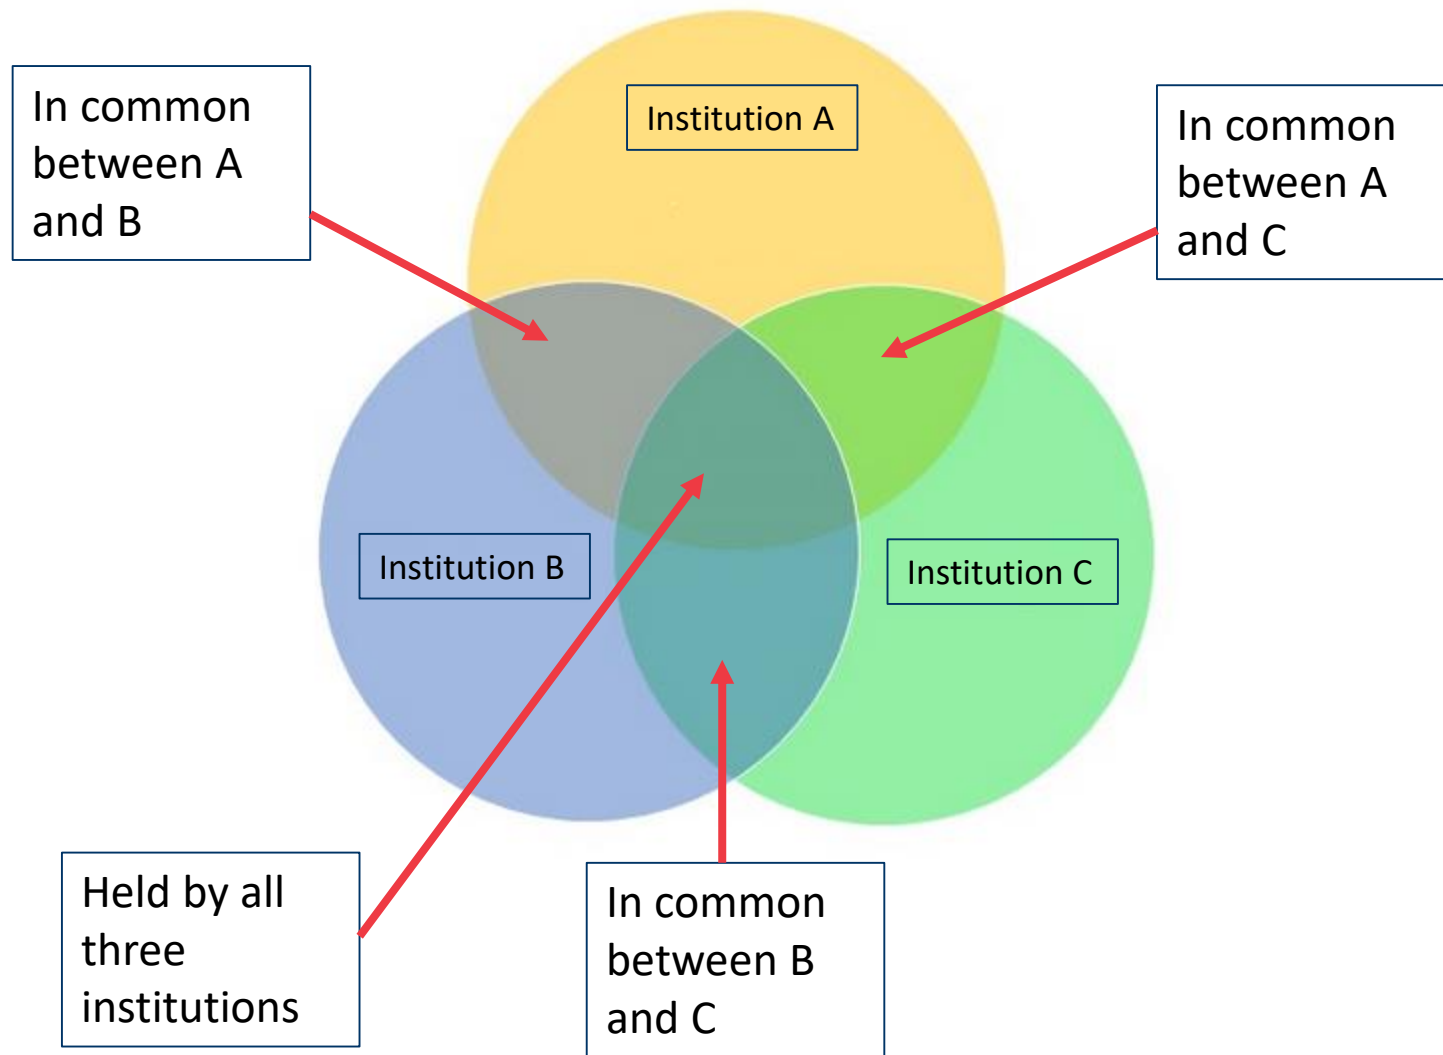 In common
between A
and B
Institution A
In common
between A
and C
Institution B
Institution C
Held by all
three
institutions
In common
between B
and C